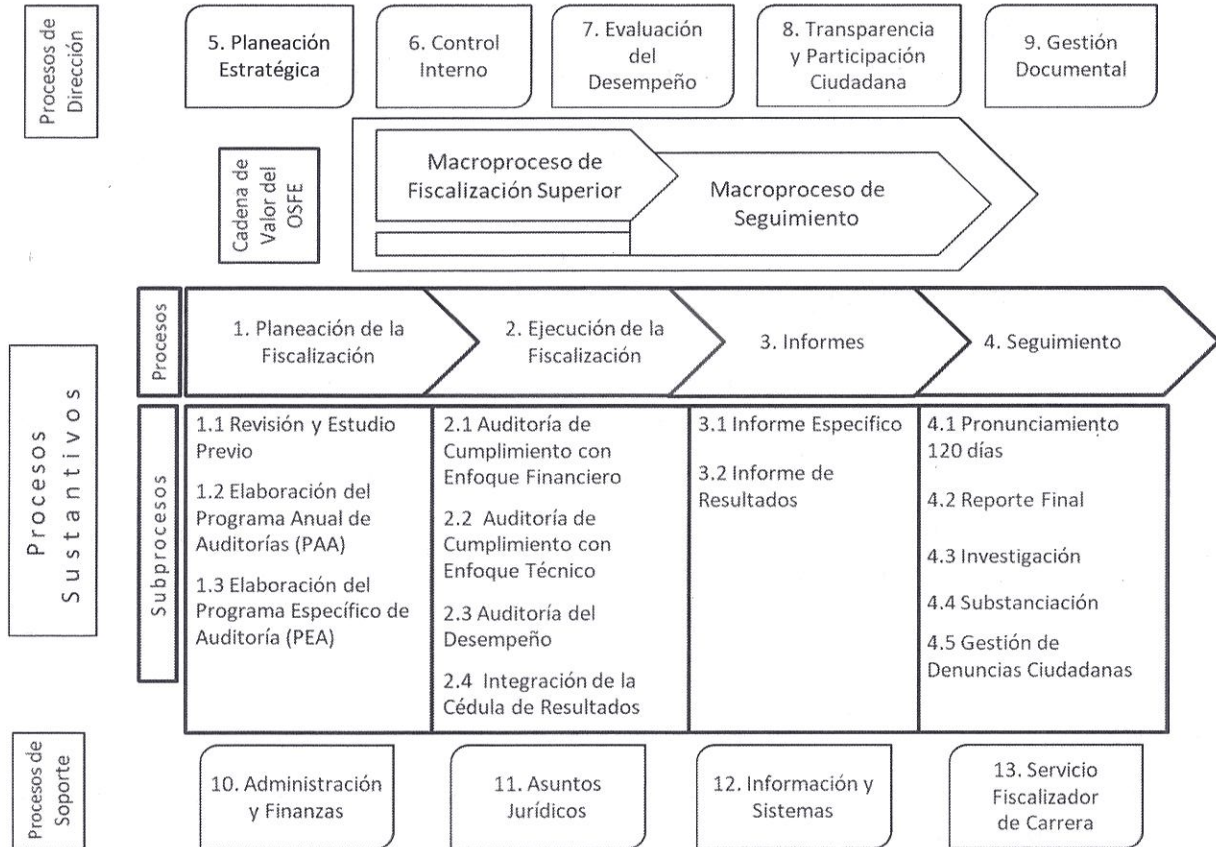 Procesos de
Dirección
5. Planeación
Estratégica
6. Control
Interno
7. Evaluación
del
Desempeño
8. Transparencia
y Participación
Ciudadana
9. Gestión
Documental
Cadena de
Valor del
OSFE
Macroproceso de
Fiscalización Superior
Macroproceso de
Seguimiento
Procesos
Sustantivos
Procesos
1. Planeación de la
Fiscalización
2. Ejecución de la
Fiscalización
3. Informes
4. Seguimiento
Subprocesos
1.1 Revisión y Estudio
Previo
1.2 Elaboración del
Programa Anual de
Auditorías (PAA)
1.3 Elaboración del
Programa Específico de
Auditoría (PEA)
2.1 Auditoría de
Cumplimiento con
Enfoque Financiero
2.2 Auditoría de
Cumplimiento con
Enfoque Técnico
2.3 Auditoría del
Desempeño
2.4 Integración de la
Cédula de Resultados
3.1 Informe Específico
3.2 Informe de
Resultados
4.1 Pronunciamiento
120 días
4.2 Reporte Final
4.3 Investigación
4.4 Substanciación
4.5 Gestión de
Denuncias Ciudadanas
Procesos de
Soporte
10. Administración
y Finanzas
11. Asuntos
Jurídicos
12. Información y
Sistemas
13. Servicio
Fiscalizador
de Carrera